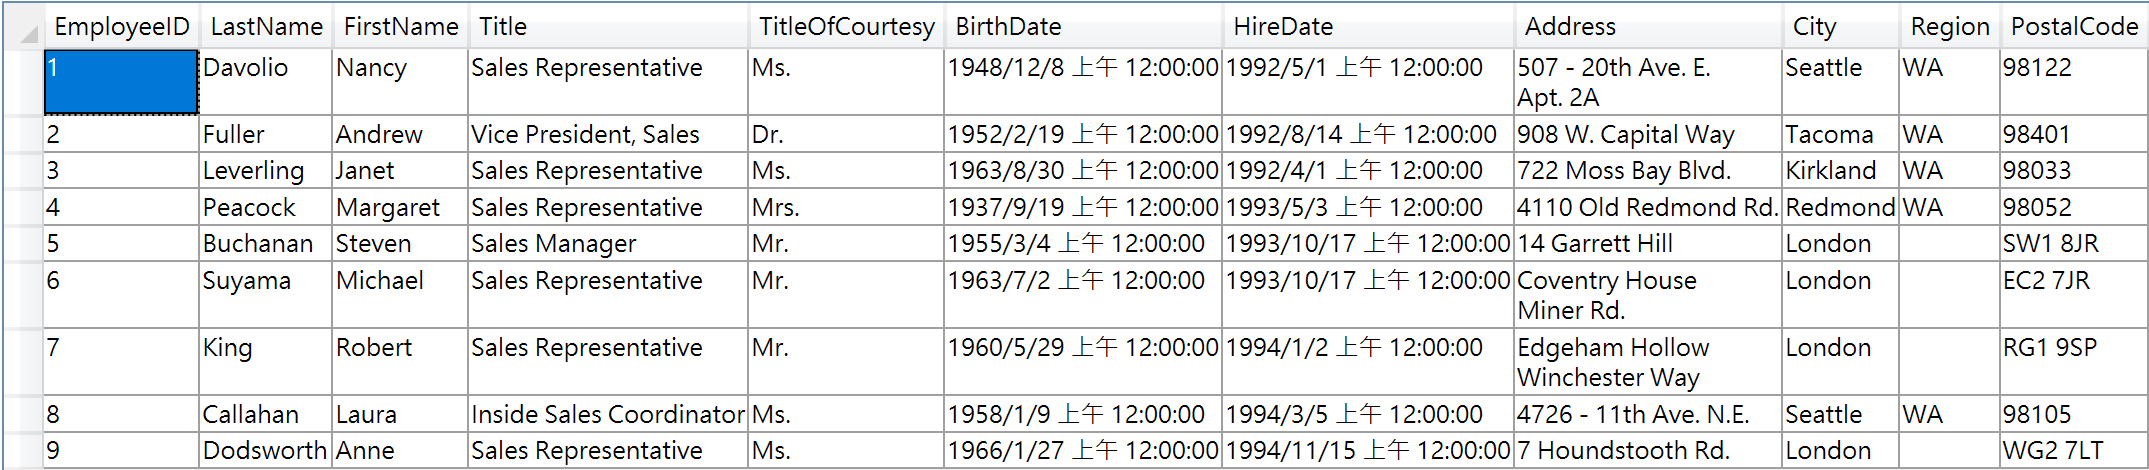 EmployeeID LastName FirstName Title TitleOfCourtesy BirthDate HireDate Address City Region PostalCode
1 Davolio Nancy Sales Representative Ms. 1948/12/8 上午 12:00:00 1992/5/1 上午 12:00:00 507 - 20th Ave. E. Seattle WA 98122
Apt. 2A
2 Fuller Andrew Vice President, Sales Dr. 1952/2/19 上午 12:00:00 1992/8/14 上午 12:00:00 908 W. Capital Way Tacoma WA 98401
3 Leverling Janet Sales Representative Ms. 1963/8/30 上午 12:00:00 1992/4/1 上午 12:00:00 722 Moss Bay Blvd. Kirkland WA 98033
4 Peacock Margaret Sales Representative Mrs. 1937/9/19 上午 12:00:00 1993/5/3 上午 12:00:00 4110 Old Redmond Rd. Redmond WA 98052
5 Buchanan Steven Sales Manager Mr. 1955/3/4 上午 12:00:00 1993/10/17 上午 12:00:00 14 Garrett Hill London SW1 8JR
6 Suyama Michael Sales Representative Mr. 1963/7/2 上午 12:00:00 1993/10/17 上午 12:00:00 Coventry House London EC2 7JR
Miner Rd.
7 King Robert Sales Representative Mr. 1960/5/29 上午 12:00:00 1994/1/2 上午 12:00:00 Edgeham Hollow London RG1 9SP
Winchester Way
8 Callahan Laura Inside Sales Coordinator Ms. 1958/1/9 上午 12:00:00 1994/3/5 上午 12:00:00 4726 - 11th Ave. N.E. Seattle WA 98105
9 Dodsworth Anne Sales Representative Ms. 1966/1/27 上午 12:00:00 1994/11/15 上午 12:00:00 7 Houndstooth Rd. London WG2 7LT